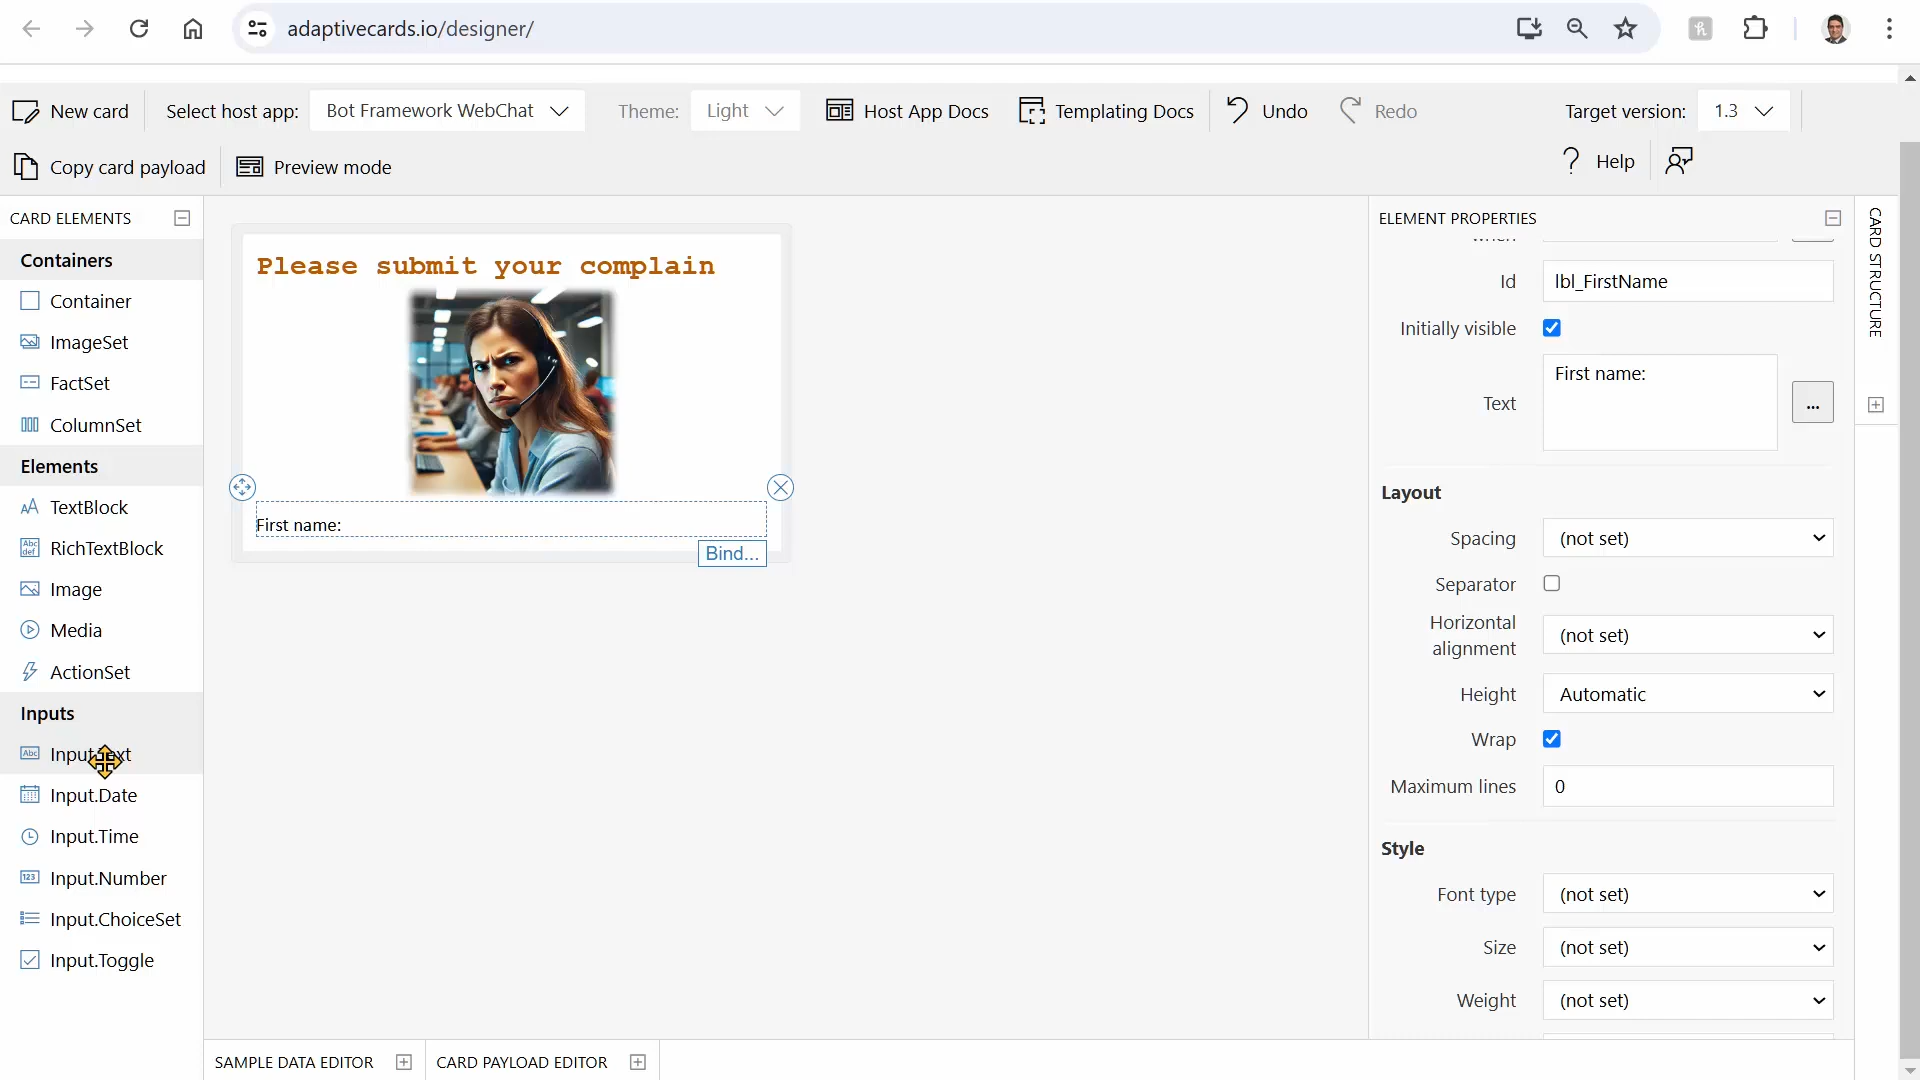 adaptivecards.io/designer/
New card
Select host app:
Bot Framework WebChat
Theme:
Light
Host App Docs
Templating Docs
Undo
Redo
Target version:
1.3
Copy card payload
Preview mode
Help
CARD ELEMENTS
Containers
Container
ImageSet
FactSet
ColumnSet
Elements
TextBlock
RichTextBlock
Image
Media
ActionSet
Inputs
Input.Text
Input.Date
Input.Time
Input.Number
Input.ChoiceSet
Input.Toggle
Please submit your complain
First name:
Bind...
ELEMENT PROPERTIES
when
Id
lbl_FirstName
Initially visible
Text
First name:
...
Layout
Spacing
(not set)
Separator
Horizontal
alignment
(not set)
Height
Automatic
Wrap
Maximum lines
0
Style
Font type
(not set)
Size
(not set)
Weight
(not set)
CARD STRUCTURE
SAMPLE DATA EDITOR
CARD PAYLOAD EDITOR